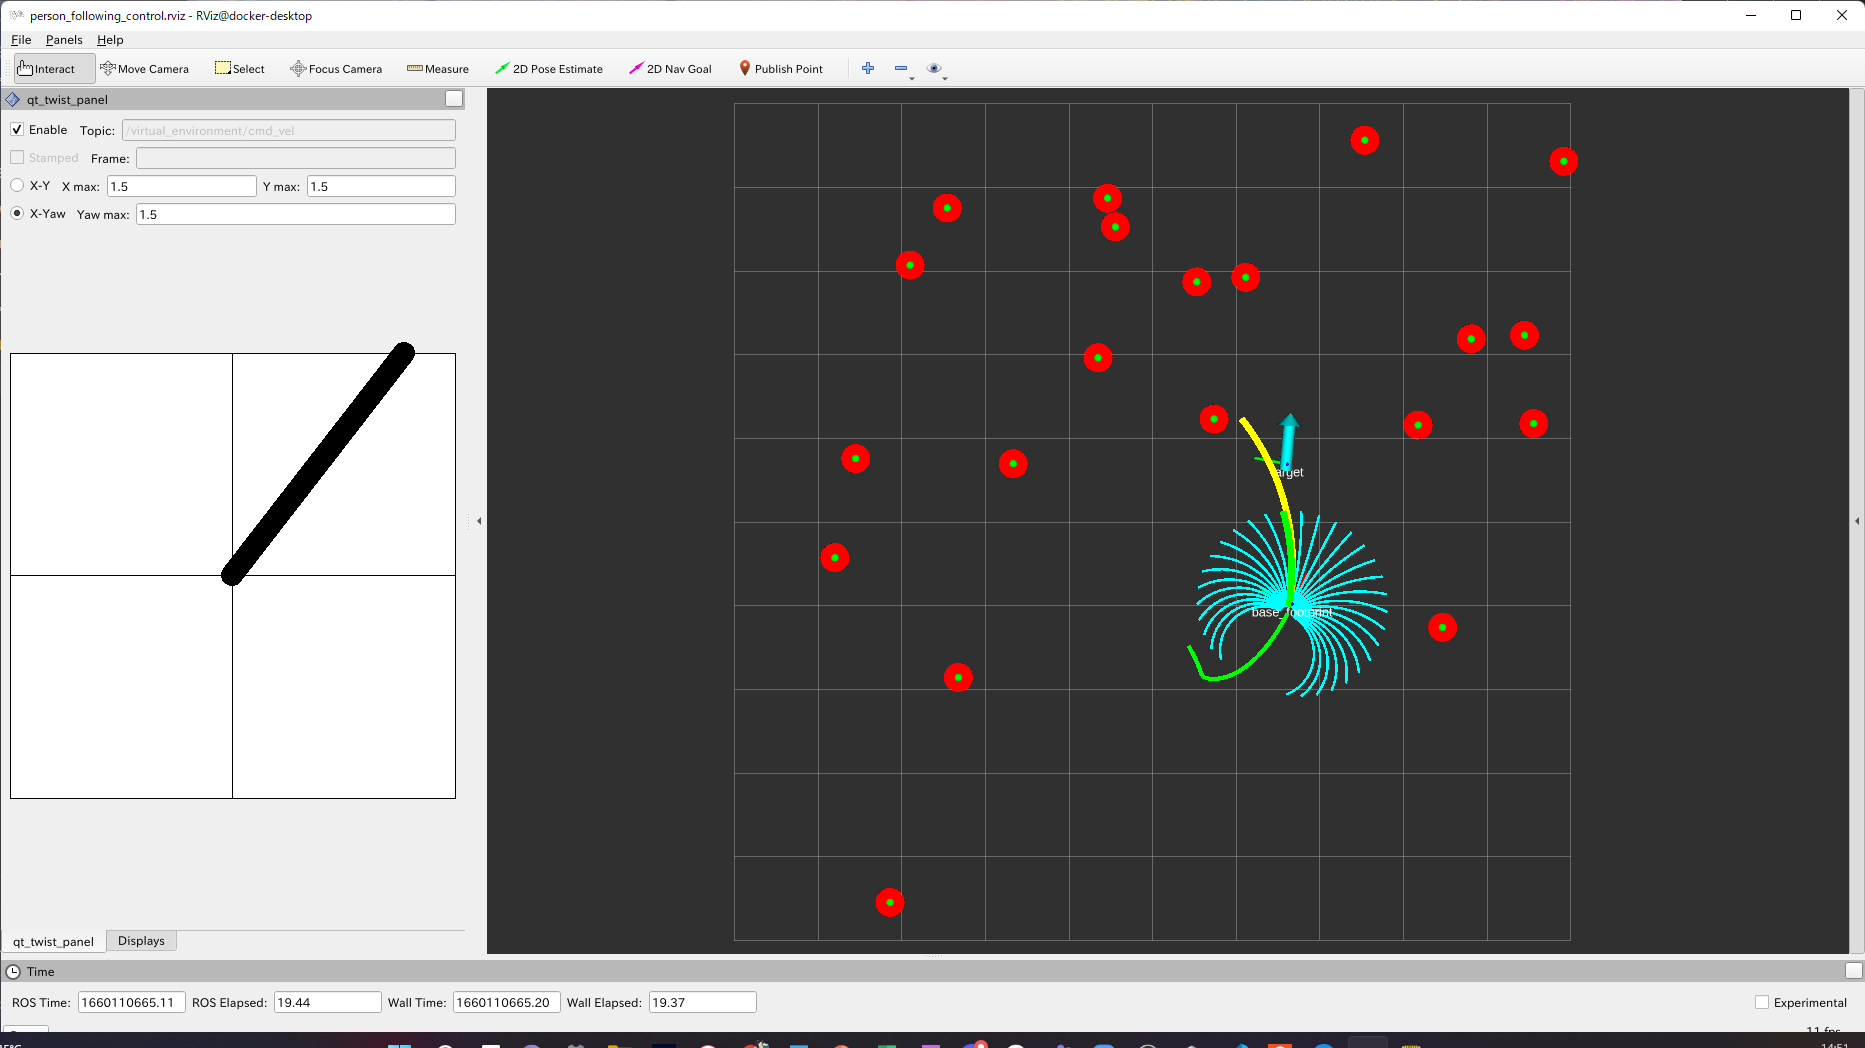 person_following_control.rviz - RViz@docker-desktop
File Panels Help
Interact Move Camera Select Focus Camera Measure 2D Pose Estimate 2D Nav Goal Publish Point
qt_twist_panel
Enable Topic: /virtual_environment/cmd_vel
Stamped Frame:
X-Y X max: 1.5 Y max: 1.5
X-Yaw Yaw max: 1.5
target
base_footprint
qt_twist_panel Displays
Time
ROS Time: 1660110665.11 ROS Elapsed: 19.44 Wall Time: 1660110665.20 Wall Elapsed: 19.37 Experimental
11 fps
14:51